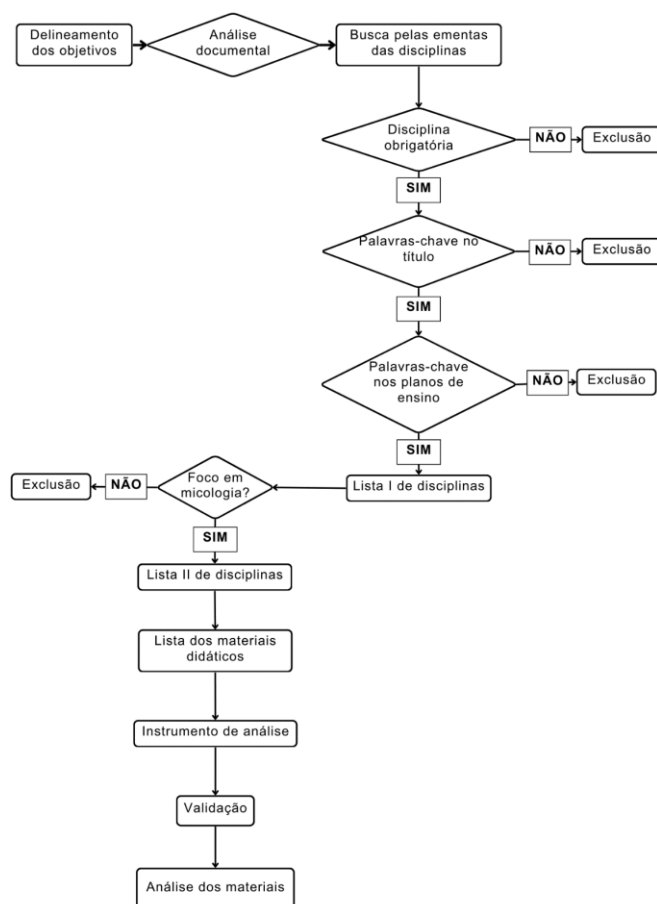 Delineamento
dos objetivos
Análise
documental
Busca pelas ementas
das disciplinas
Disciplina
obrigatória
NÃO
Exclusão
SIM
Palavras-chave no
título
NÃO
Exclusão
SIM
Palavras-chave
nos planos de
ensino
NÃO
Exclusão
SIM
Lista I de disciplinas
Foco em
micologia?
NÃO
Exclusão
SIM
Lista II de disciplinas
Lista dos materiais
didáticos
Instrumento de análise
Validação
Análise dos materiais